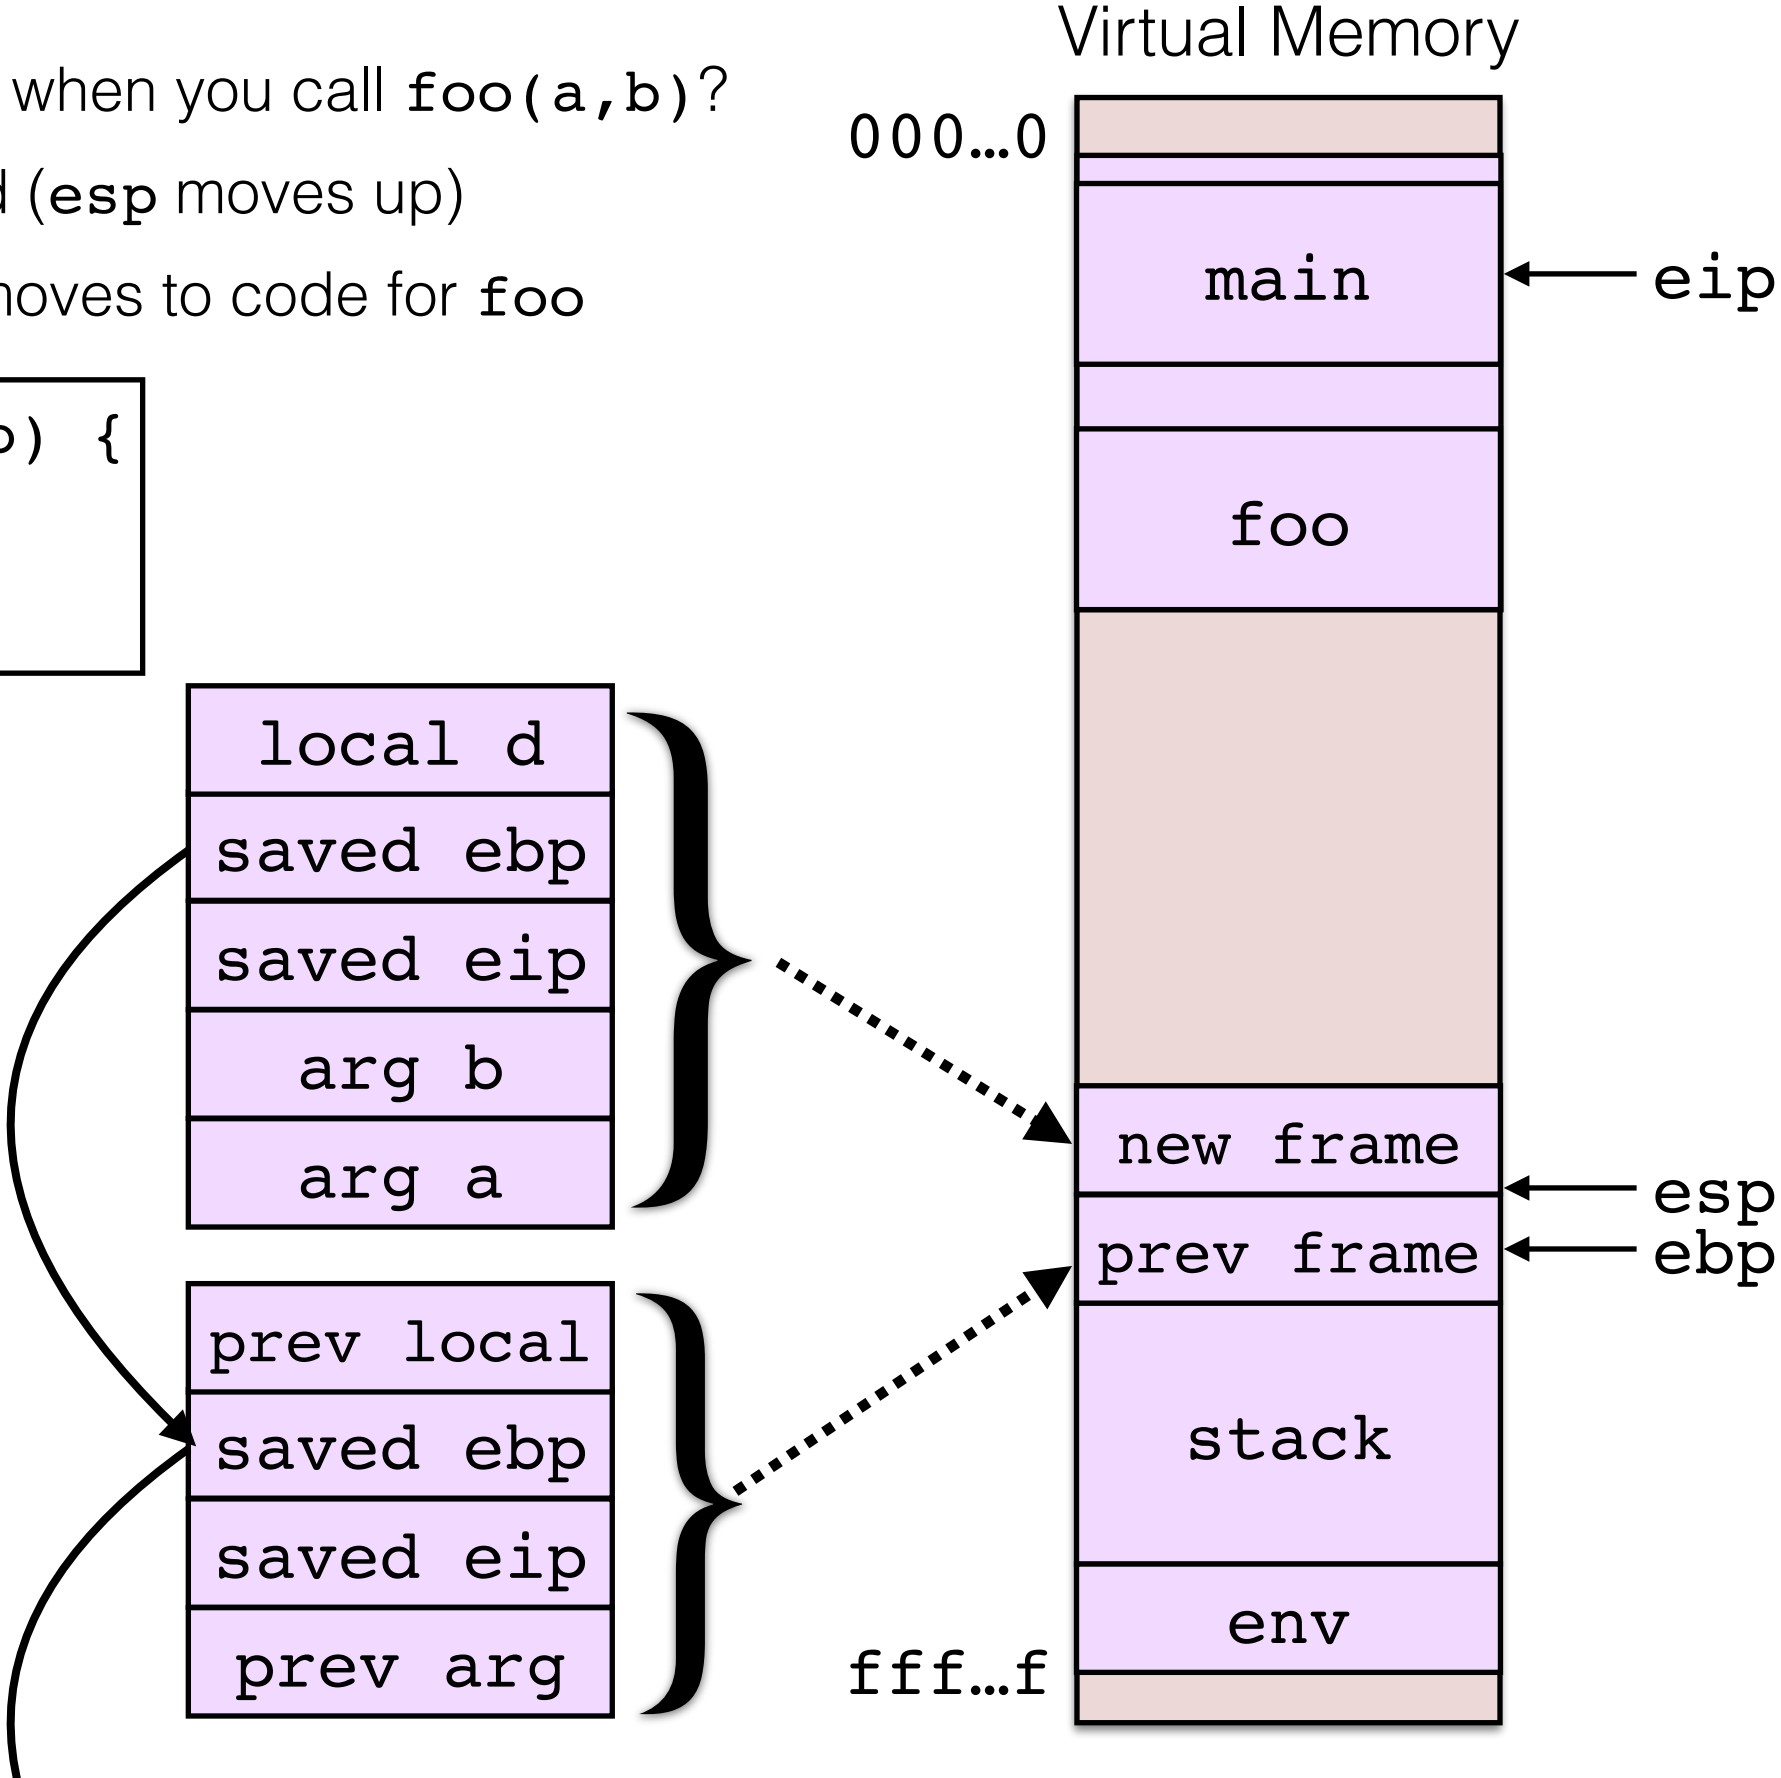 Virtual Memory
when you call foo(a,b)?
000…0
(esp moves up)
moves to code for foo
main
eip
) {
foo
local d
saved ebp
saved eip
arg b
arg a
new frame
esp
prev frame
ebp
prev local
saved ebp
saved eip
prev arg
stack
env
fff…f